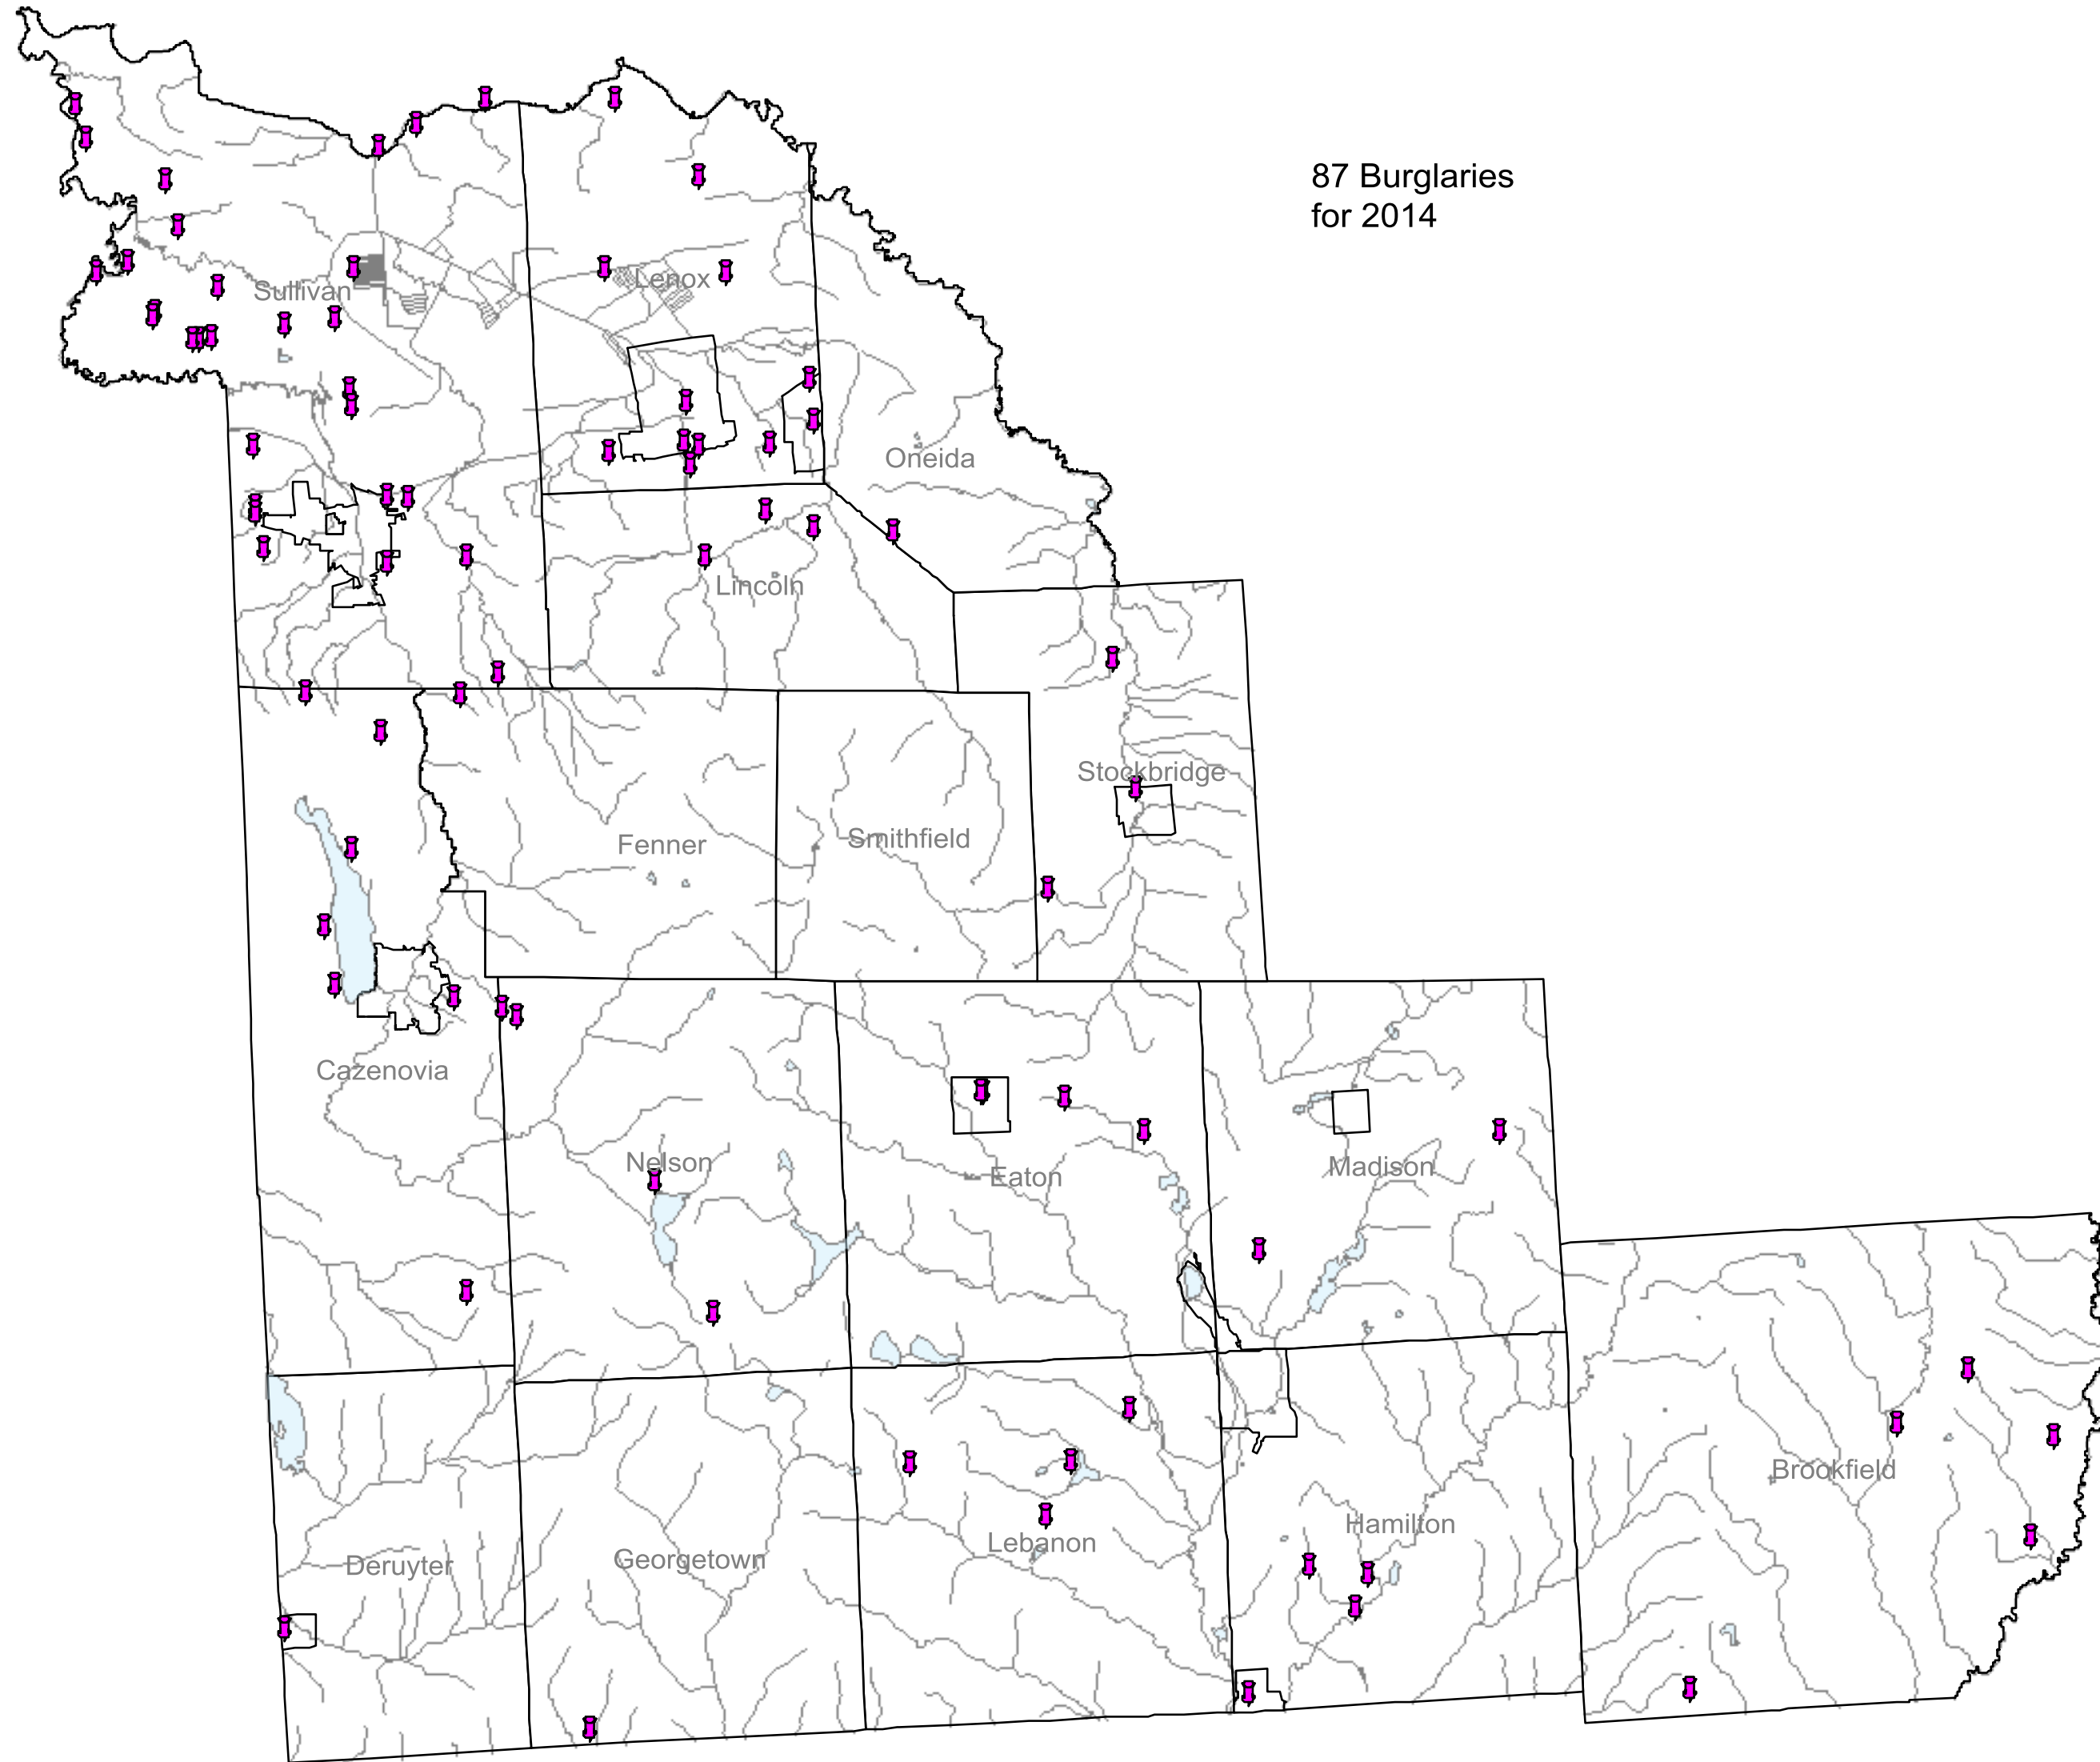 87 Burglaries
for 2014
Sullivan
Lenox
Oneida
Lincoln
Stockbridge
Fenner
Smithfield
Cazenovia
Nelson
Eaton
Madison
Brookfield
Hamilton
Lebanon
Georgetown
Deruyter